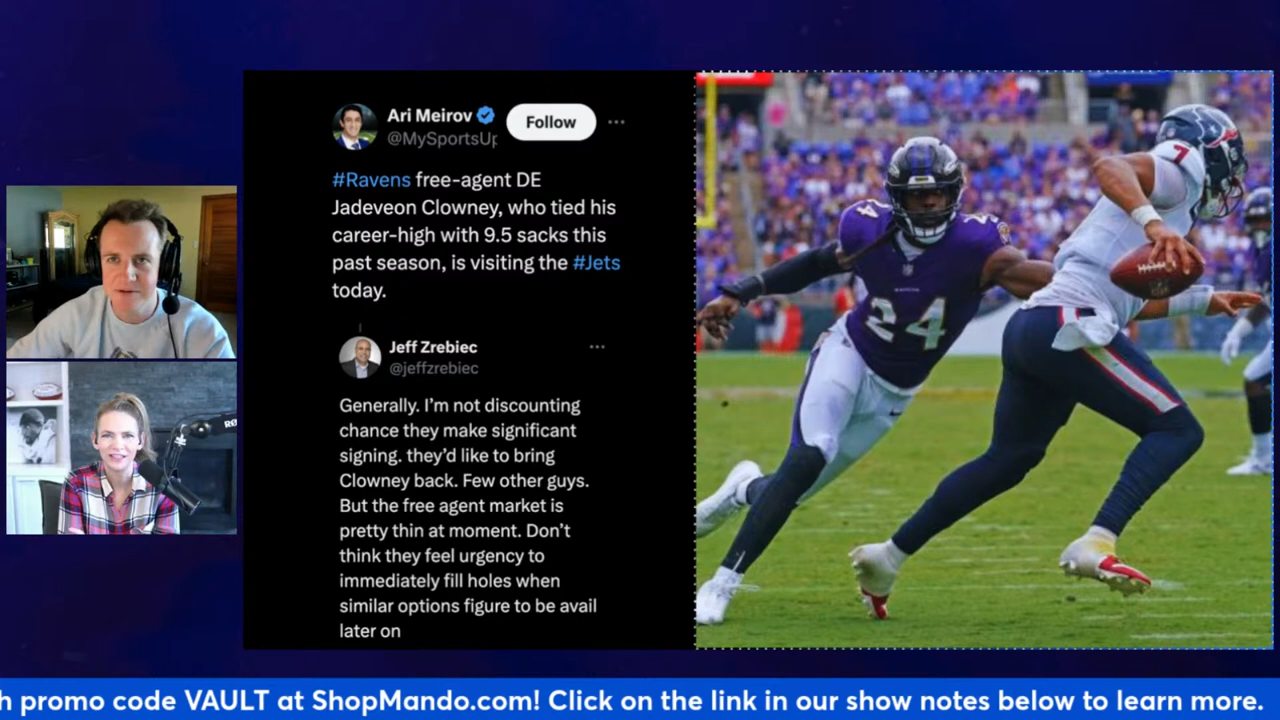 Ari Meirov
Follow
@MySportsUp
#Ravens free-agent DE
Jadeveon Clowney, who tied his
career-high with 9.5 sacks this
past season, is visiting the #Jets
today.
Jeff Zrebiec
@jeffzrebiec
Generally. I'm not discounting
chance they make significant
signing. they'd like to bring
Clowney back. Few other guys.
But the free agent market is
pretty thin at moment. Don't
think they feel urgency to
immediately fill holes when
similar options figure to be avail
later on
24
24
7
RØ
h promo code VAULT at ShopMando.com! Click on the link in our show notes below to learn more.